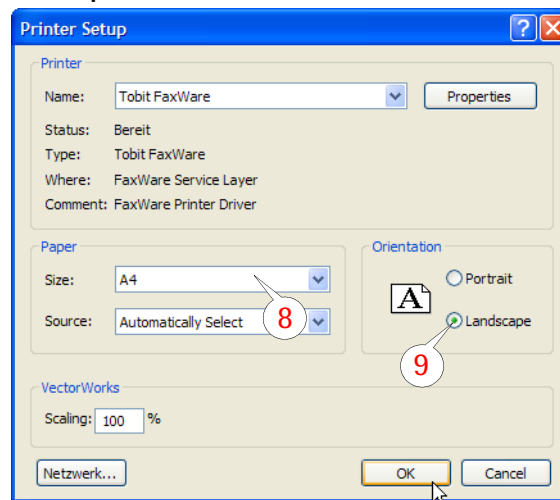 Printer Setup
Printer
Name: Tobit FaxWare Properties
Status: Bereit
Type: Tobit FaxWare
Where: FaxWare Service Layer
Comment: FaxWare Printer Driver
Paper
Size: A4
Source: Automatically Select
8
Orientation
A
Portrait
Landscape
9
VectorWorks
Scaling: 100 %
Netzwerk... OK Cancel